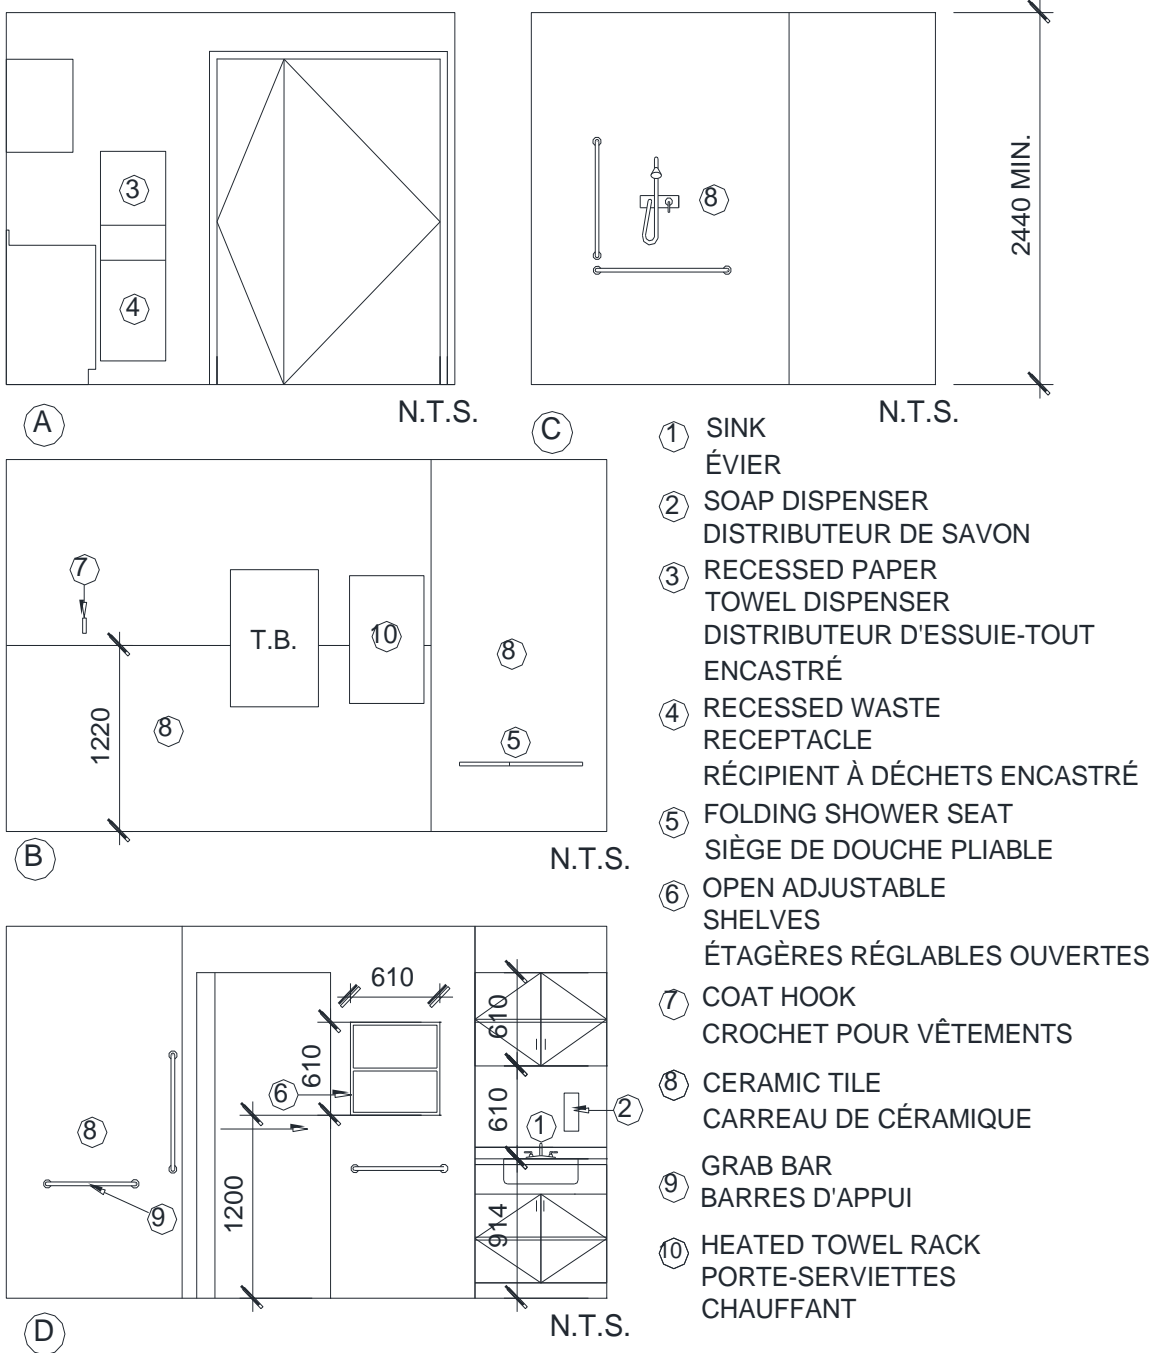 3
4
A
N.T.S.
8
C
N.T.S.
2440 MIN.
7
T.B.
10
8
1220
8
5
B
N.T.S.
610
610
610
6
610
1
2
8
9
1200
914
D
N.T.S.
1 SINK
ÉVIER
2 SOAP DISPENSER
DISTRIBUTEUR DE SAVON
3 RECESSED PAPER
TOWEL DISPENSER
DISTRIBUTEUR D'ESSUIE-TOUT
ENCASTRÉ
4 RECESSED WASTE
RECEPTACLE
RÉCIPIENT À DÉCHETS ENCASTRÉ
5 FOLDING SHOWER SEAT
SIÈGE DE DOUCHE PLIABLE
6 OPEN ADJUSTABLE
SHELVES
ÉTAGÈRES RÉGLABLES OUVERTES
7 COAT HOOK
CROCHET POUR VÊTEMENTS
8 CERAMIC TILE
CARREAU DE CÉRAMIQUE
9 GRAB BAR
BARRES D'APPUI
10 HEATED TOWEL RACK
PORTE-SERVIETTES
CHAUFFANT